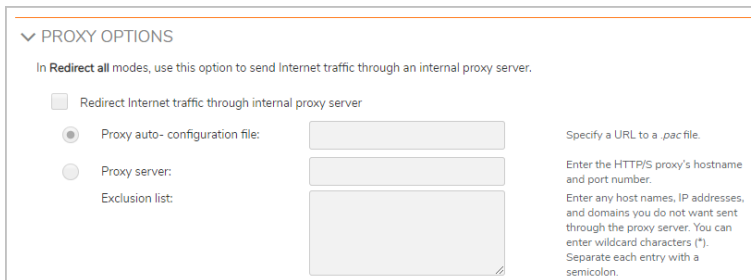 PROXY OPTIONS
In Redirect all modes, use this option to send Internet traffic through an internal proxy server.
Redirect Internet traffic through internal proxy server
Proxy auto- configuration file:
Specify a URL to a .pac file.
Proxy server:
Enter the HTTP/S proxy's hostname
and port number.
Exclusion list:
Enter any host names, IP addresses,
and domains you do not want sent
through the proxy server. You can
enter wildcard characters (*).
Separate each entry with a
semicolon.